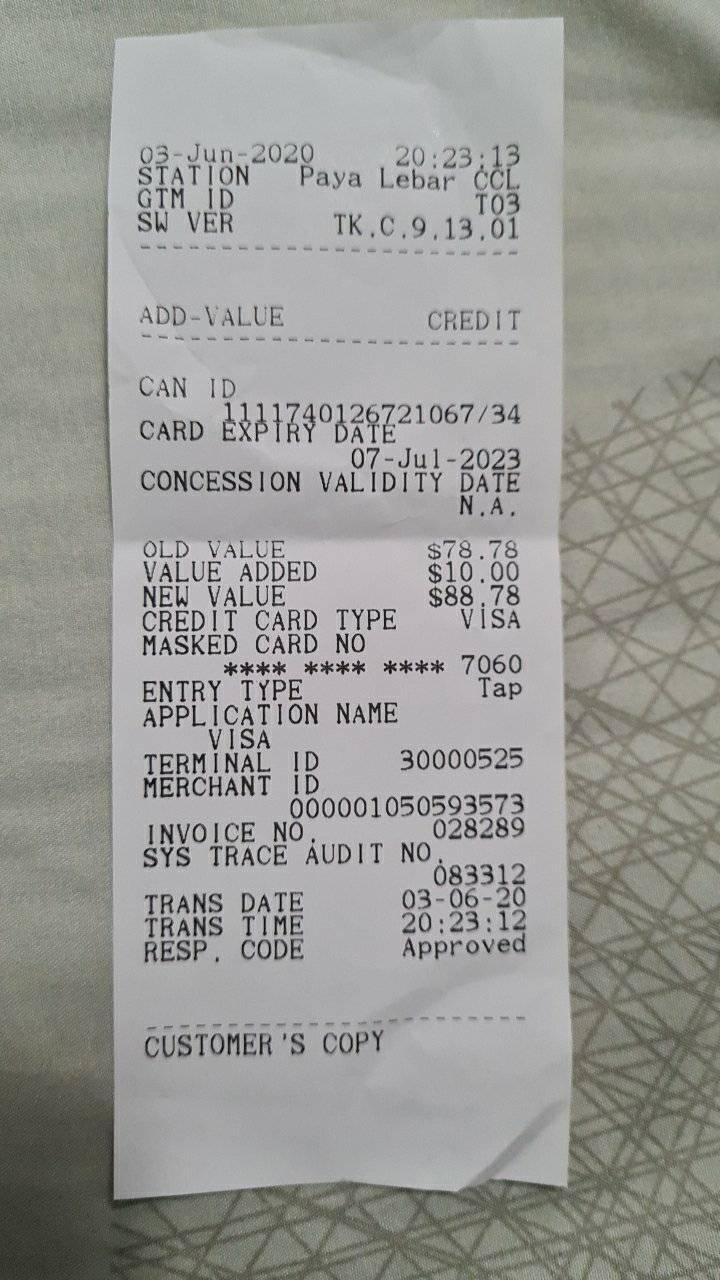 03-Jun-2020 20:23:13
STATION Paya Lebar CCL
GTM ID T03
SW VER TK.C.9.13.01
------------------------
ADD-VALUE CREDIT
------------------------
CAN ID
1111740126721067/34
CARD EXPIRY DATE
07-Jul-2023
CONCESSION VALIDITY DATE
N.A.
OLD VALUE $78.78
VALUE ADDED $10.00
NEW VALUE $88.78
CREDIT CARD TYPE VISA
MASKED CARD NO
**** **** **** 7060
ENTRY TYPE Tap
APPLICATION NAME
VISA
TERMINAL ID 30000525
MERCHANT ID
000001050593573
INVOICE NO. 028289
SYS TRACE AUDIT NO.
083312
TRANS DATE 03-06-20
TRANS TIME 20:23:12
RESP. CODE Approved
------------------------
CUSTOMER'S COPY